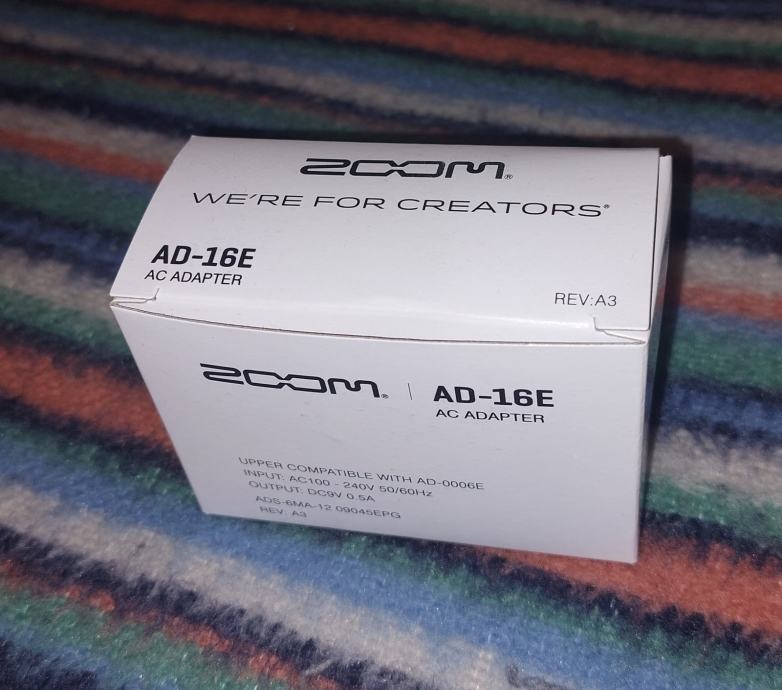 ZOOM®
WE'RE FOR CREATORS®
AD-16E
AC ADAPTER
REV:A3
ZOOM® | AD-16E
AC ADAPTER
UPPER COMPATIBLE WITH AD-0006E
INPUT: AC100 - 240V 50/60Hz
OUTPUT: DC9V 0.5A
ADS-6MA-12 09045EPG
REV: A3